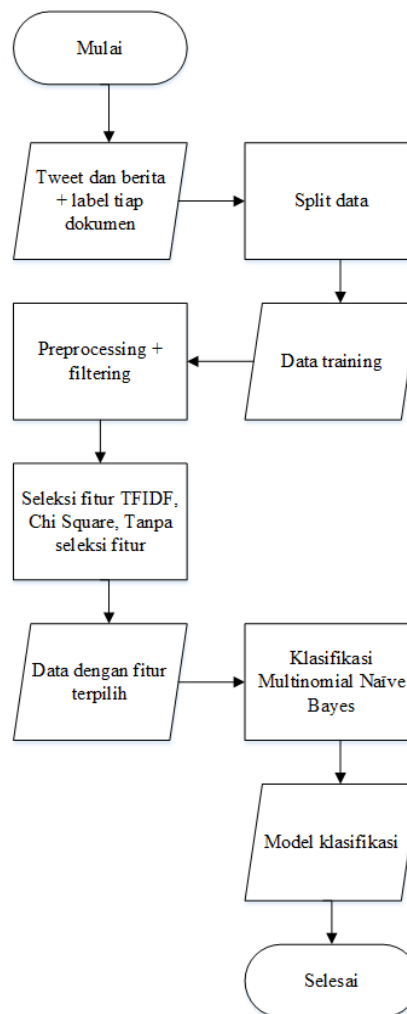 Mulai
Tweet dan berita
+ label tiap
dokumen
Split data
Data training
Preprocessing +
filtering
Seleksi fitur TFIDF,
Chi Square, Tanpa
seleksi fitur
Data dengan fitur
terpilih
Klasifikasi
Multinomial Naïve
Bayes
Model klasifikasi
Selesai